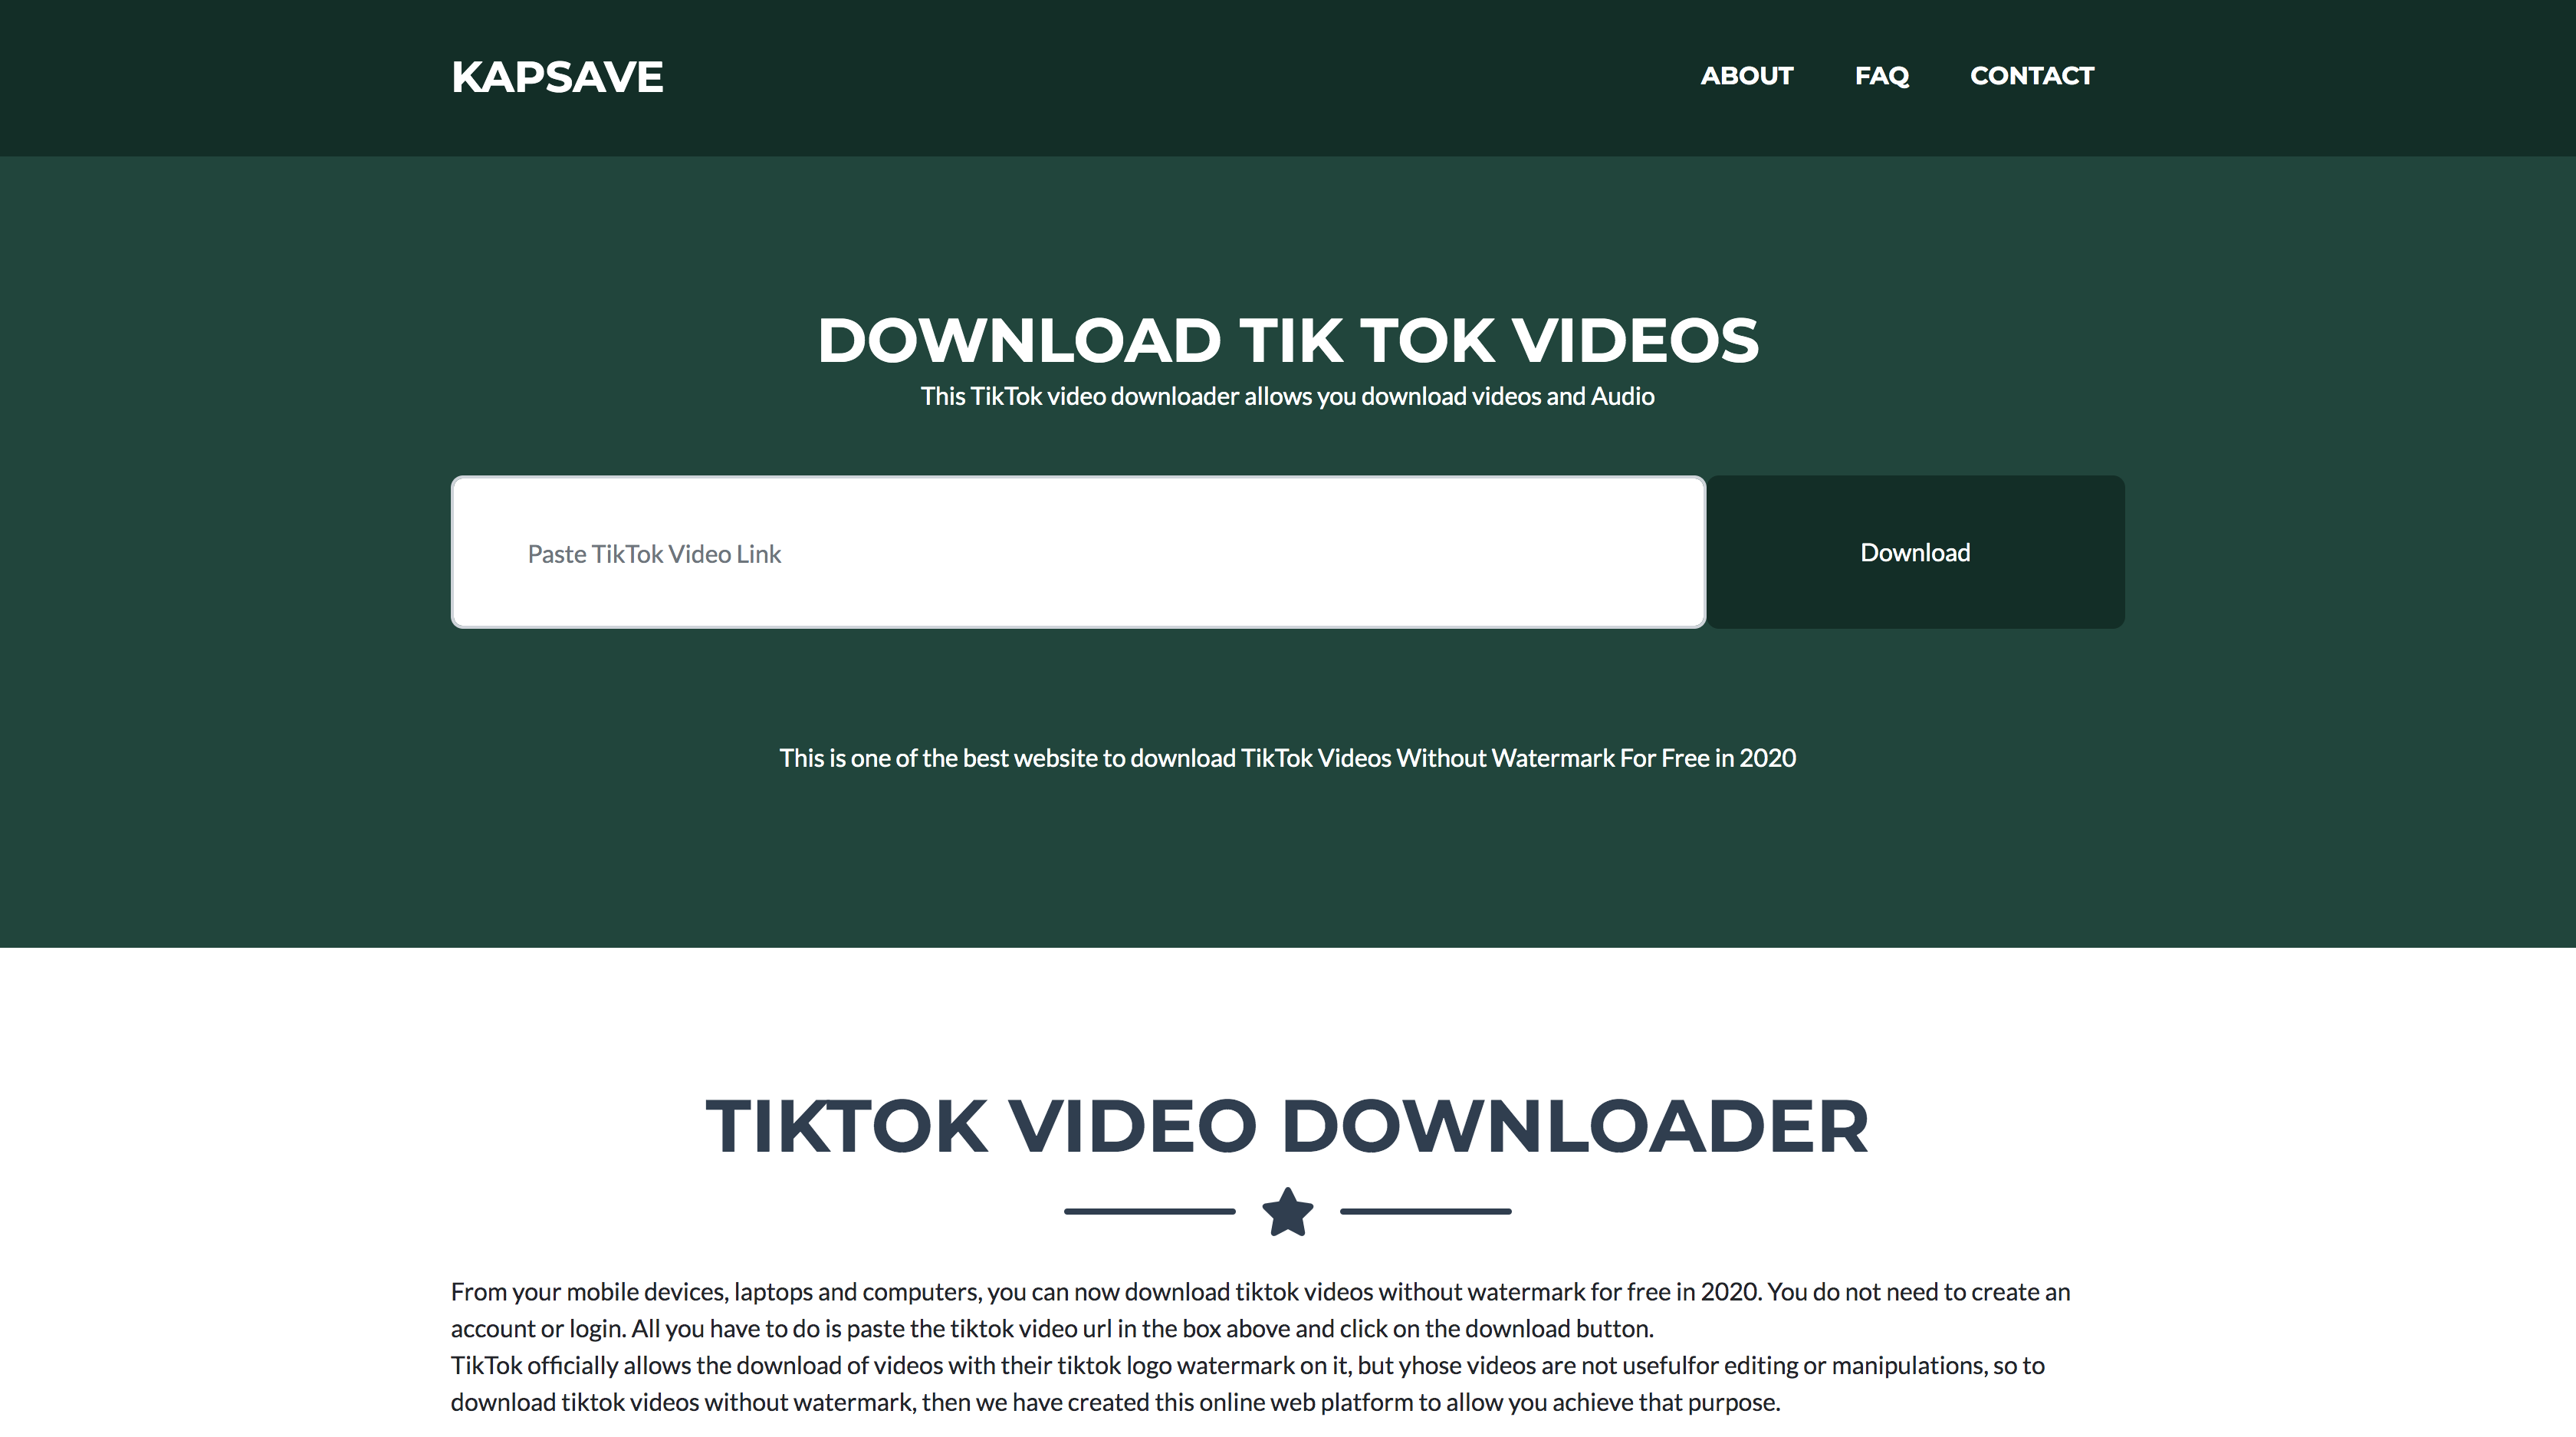 KAPSAVE
ABOUT FAQ CONTACT
DOWNLOAD TIK TOK VIDEOS
This TikTok video downloader allows you download videos and Audio
Paste TikTok Video Link
Download
This is one of the best website to download TikTok Videos Without Watermark For Free in 2020
TIKTOK VIDEO DOWNLOADER
From your mobile devices, laptops and computers, you can now download tiktok videos without watermark for free in 2020. You do not need to create an
account or login. All you have to do is paste the tiktok video url in the box above and click on the download button.
TikTok officially allows the download of videos with their tiktok logo watermark on it, but yhose videos are not usefulfor editing or manipulations, so to
download tiktok videos without watermark, then we have created this online web platform to allow you achieve that purpose.